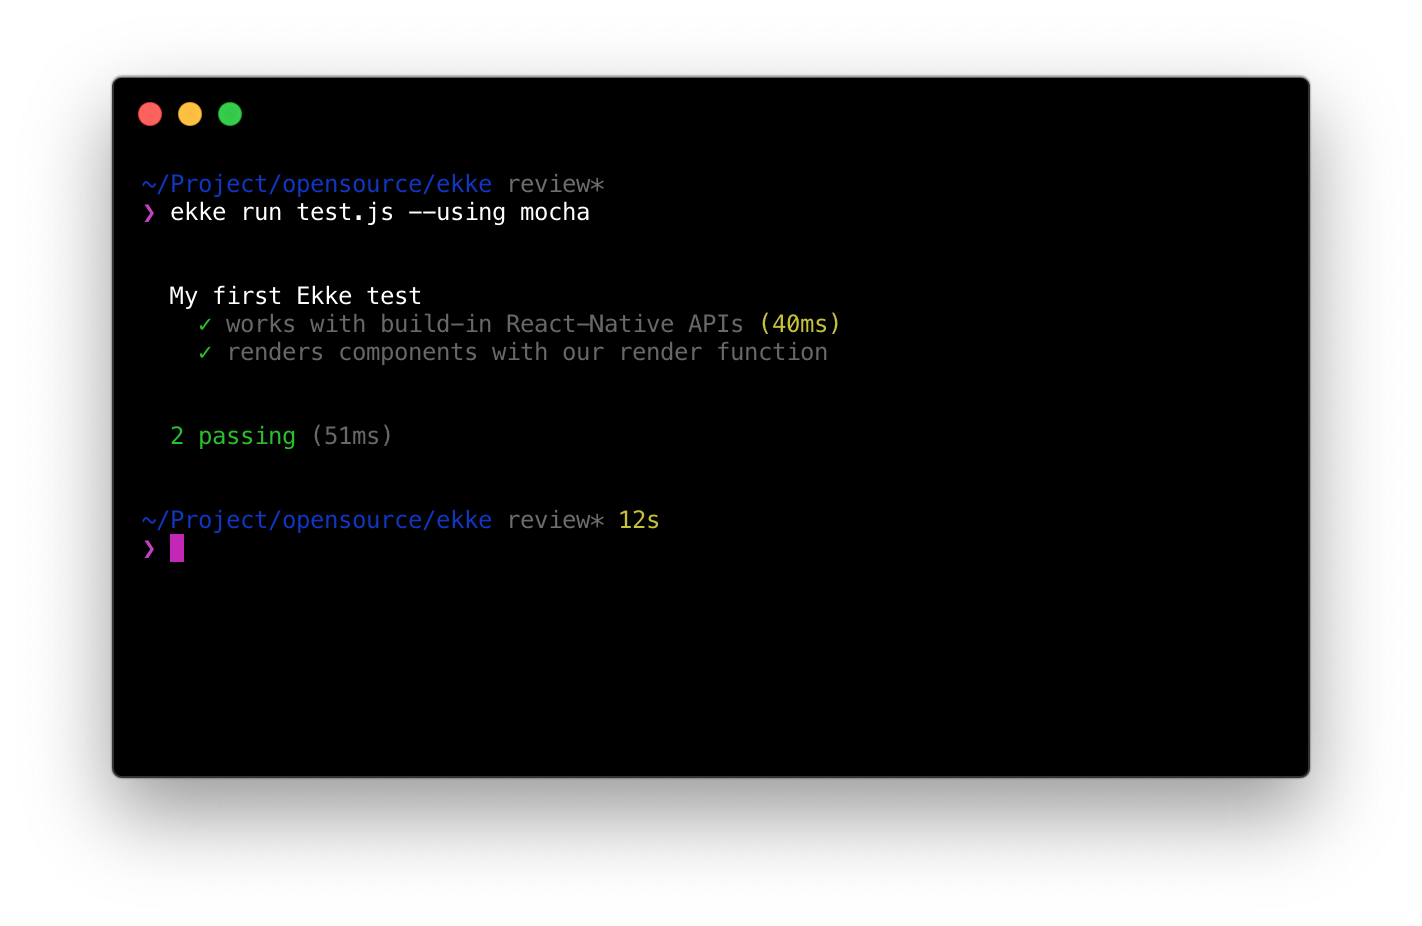 ~/Project/opensource/ekke review*
❯ ekke run test.js --using mocha
My first Ekke test
✓ works with build-in React-Native APIs (40ms)
✓ renders components with our render function
2 passing (51ms)
~/Project/opensource/ekke review* 12s
❯